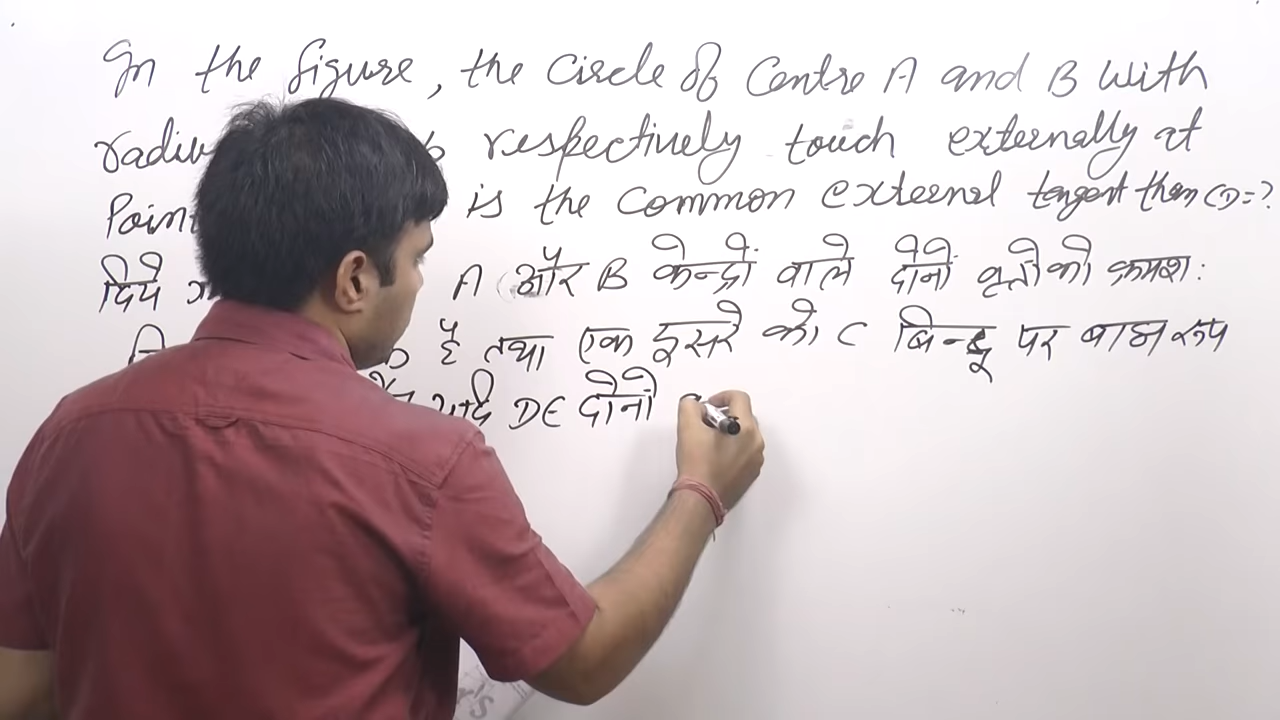 In the figure, the circle of Centre A and B with
radius b respectively touch externally at
Point is the Common external tangent then CD=?
दिये A और B केन्द्रों वाले दोनों वृतों को क्रमश:
b है तथा एक दूसरे को C बिन्दू पर बाह्य रूप
यदि DE दोनों